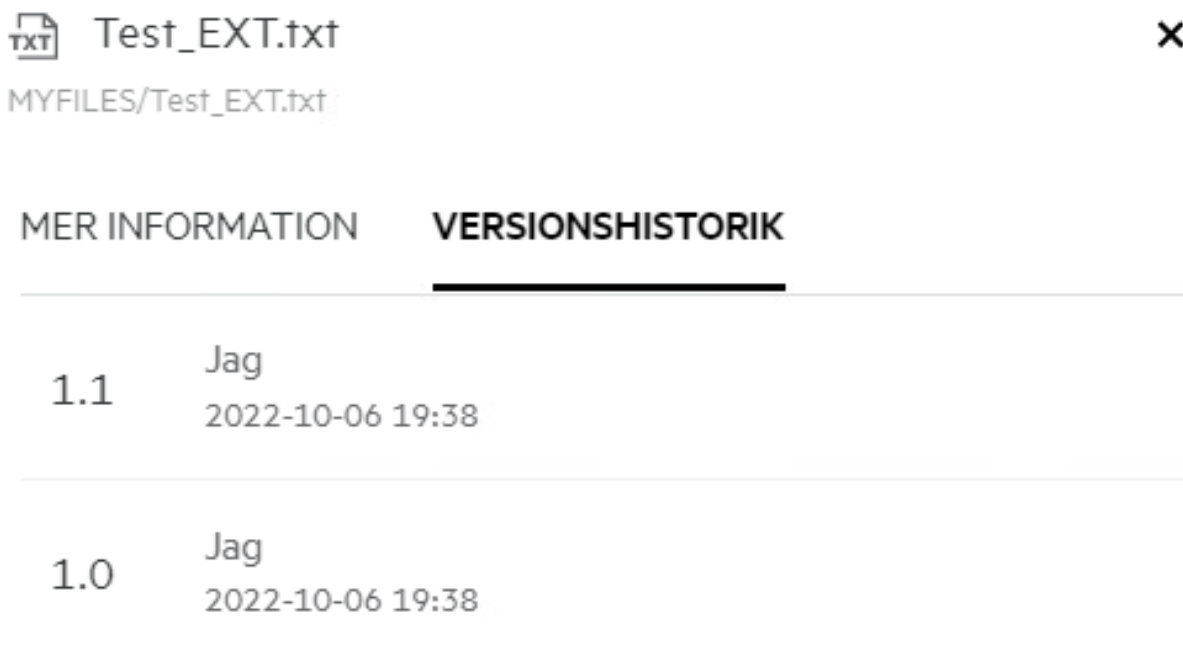 TXT Test_EXT.txt
MYFILES/Test_EXT.txt
MER INFORMATION VERSIONSHISTORIK
1.1
Jag
2022-10-06 19:38
1.0
Jag
2022-10-06 19:38